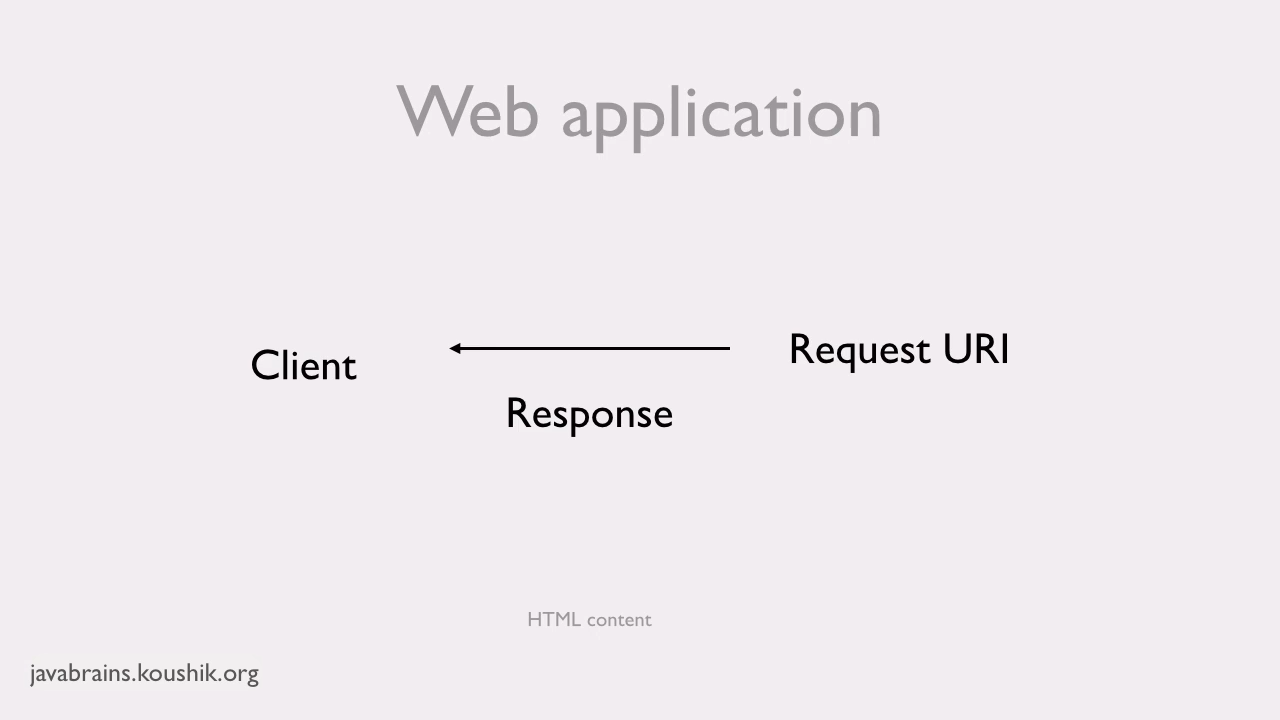 Web application
Client
Request URI
Response
HTML content
javabrains.koushik.org